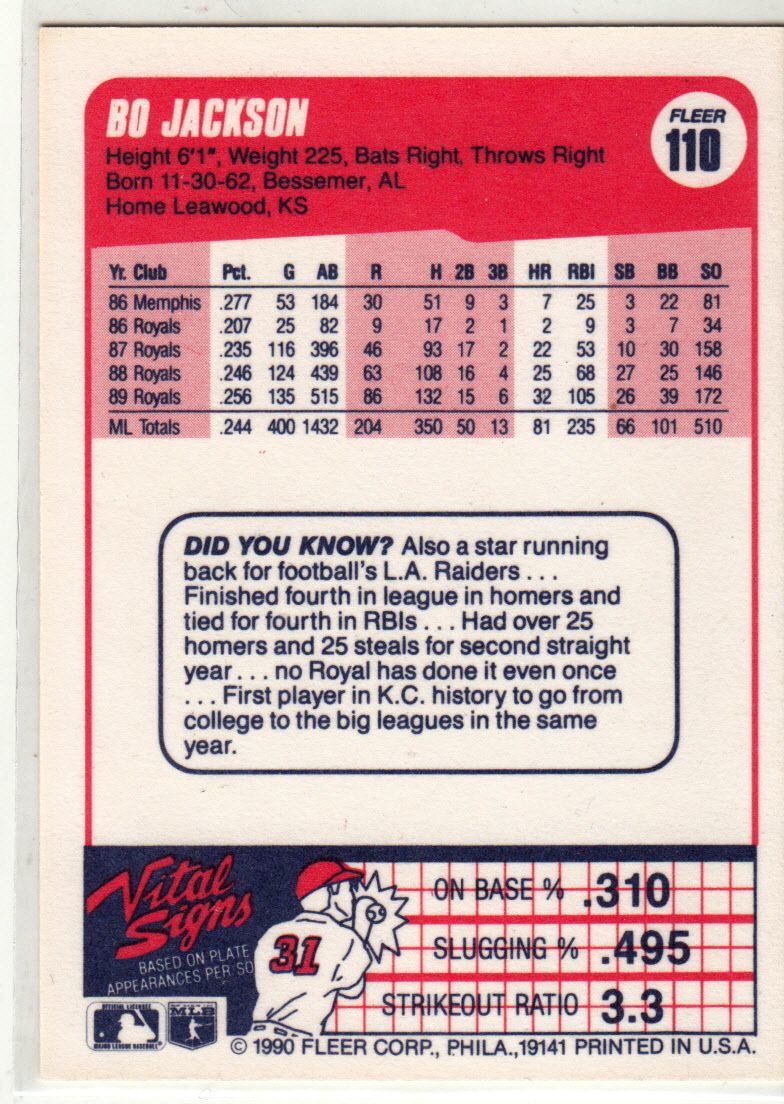 BO JACKSON
FLEER
110
Height 6'1", Weight 225, Bats Right, Throws Right
Born 11-30-62, Bessemer, AL
Home Leawood, KS
Yr. Club Pct. G AB R H 2B 3B HR RBI SB BB SO
86 Memphis .277 53 184 30 51 9 3 7 25 3 22 81
86 Royals .207 25 82 9 17 2 1 2 9 3 7 34
87 Royals .235 116 396 46 93 17 2 22 53 10 30 158
88 Royals .246 124 439 63 108 16 4 25 68 27 25 146
89 Royals .256 135 515 86 132 15 6 32 105 26 39 172
ML Totals .244 400 1432 204 350 50 13 81 235 66 101 510
DID YOU KNOW? Also a star running
back for football's L.A. Raiders . . .
Finished fourth in league in homers and
tied for fourth in RBIs . . . Had over 25
homers and 25 steals for second straight
year . . . no Royal has done it even once
. . . First player in K.C. history to go from
college to the big leagues in the same
year.
Vital
Signs
BASED ON PLATE
APPEARANCES PER SO
31
ON BASE % .310
SLUGGING % .495
STRIKEOUT RATIO 3.3
OFFICIAL LICENSEE
MAJOR LEAGUE BASEBALL
MLB
© 1990 FLEER CORP., PHILA.,19141 PRINTED IN U.S.A.